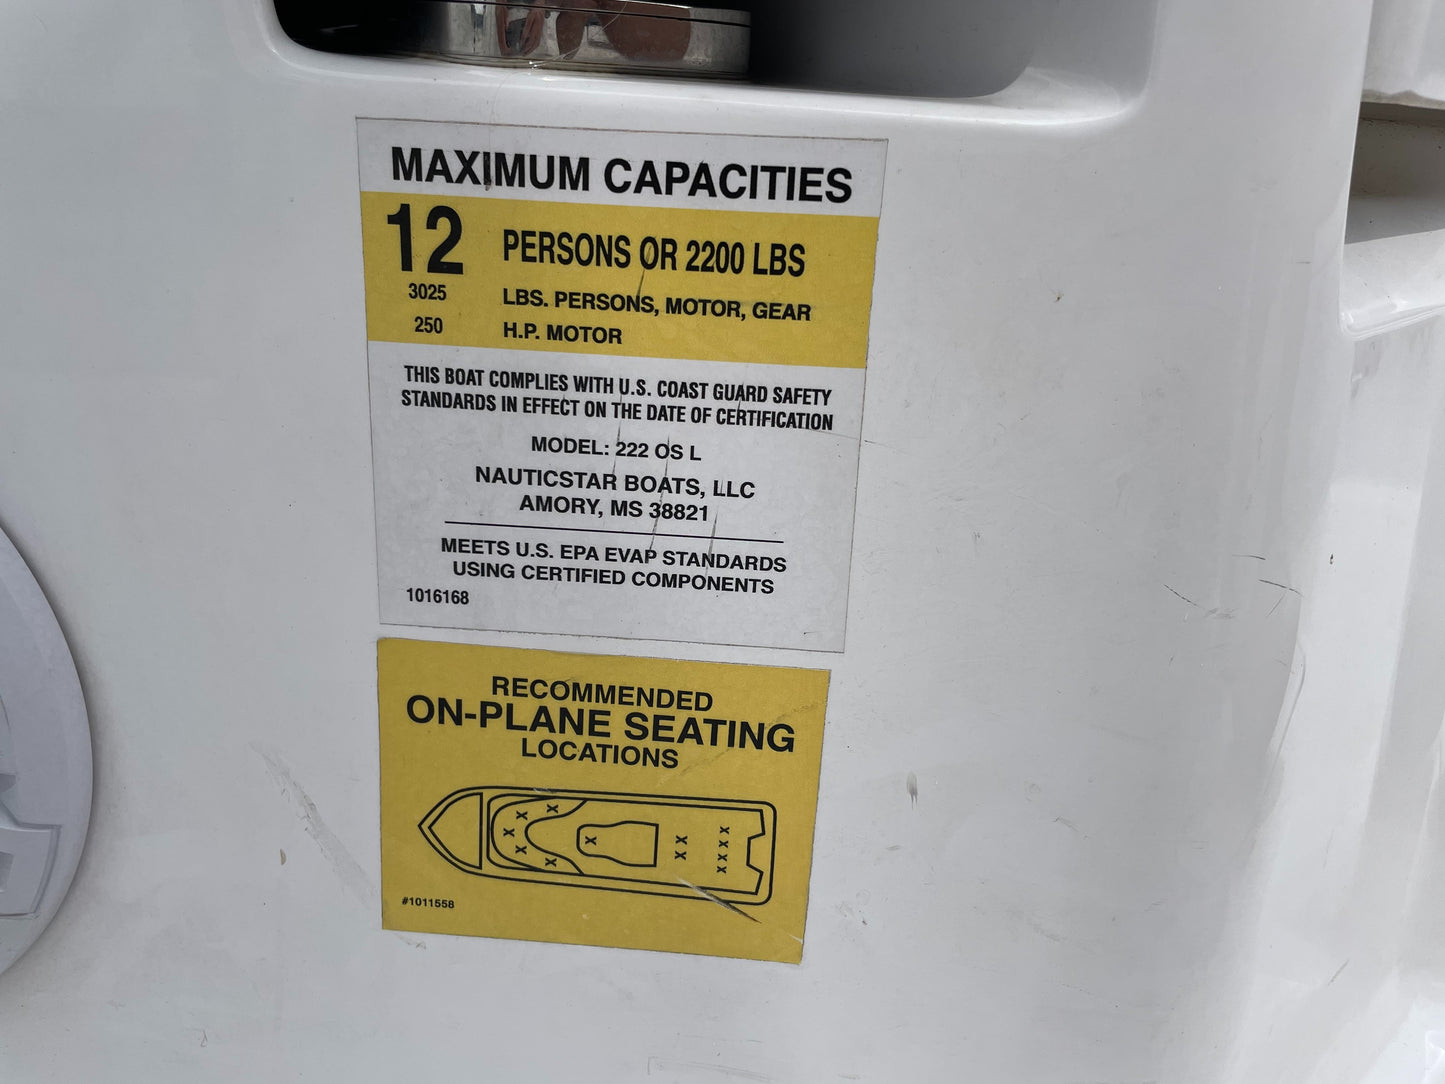 MAXIMUM CAPACITIES
12 PERSONS OR 2200 LBS
3025 LBS. PERSONS, MOTOR, GEAR
250 H.P. MOTOR
THIS BOAT COMPLIES WITH U.S. COAST GUARD SAFETY
STANDARDS IN EFFECT ON THE DATE OF CERTIFICATION
MODEL: 222 OS L
NAUTICSTAR BOATS, LLC
AMORY, MS 38821
MEETS U.S. EPA EVAP STANDARDS
USING CERTIFIED COMPONENTS
1016168
RECOMMENDED
ON-PLANE SEATING
LOCATIONS
#1011558